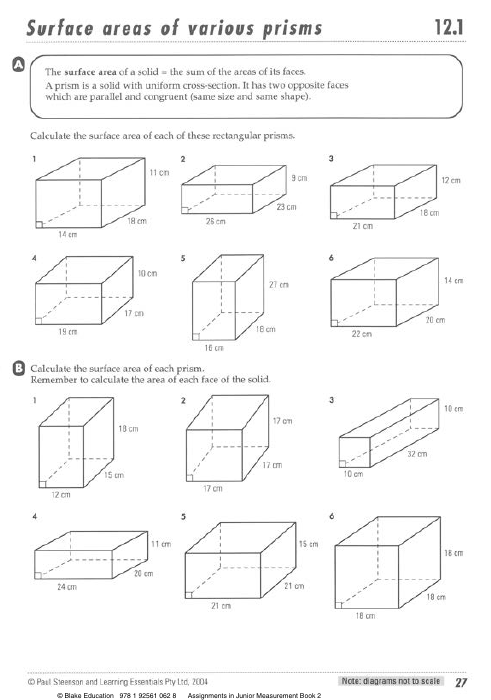 Surface areas of various prisms 12.1
A
The surface area of a solid = the sum of the areas of its faces.
A prism is a solid with uniform cross-section. It has two opposite faces
which are parallel and congruent (same size and same shape).
Calculate the surface area of each of these rectangular prisms.
1
11 cm
18 cm
14 cm
2
9 cm
23 cm
26 cm
3
12 cm
18 cm
21 cm
4
10 cm
17 cm
19 cm
5
27 cm
18 cm
16 cm
6
14 cm
20 cm
22 cm
B Calculate the surface area of each prism.
Remember to calculate the area of each face of the solid.
1
18 cm
15 cm
12 cm
2
17 cm
17 cm
17 cm
3
10 cm
32 cm
10 cm
4
11 cm
20 cm
24 cm
5
15 cm
21 cm
21 cm
6
18 cm
18 cm
18 cm
© Paul Steenson and Learning Essentials Pty Ltd, 2004
Note: diagrams not to scale 27
© Blake Education 978 1 92561 062 8 Assignments in Junior Measurement Book 2